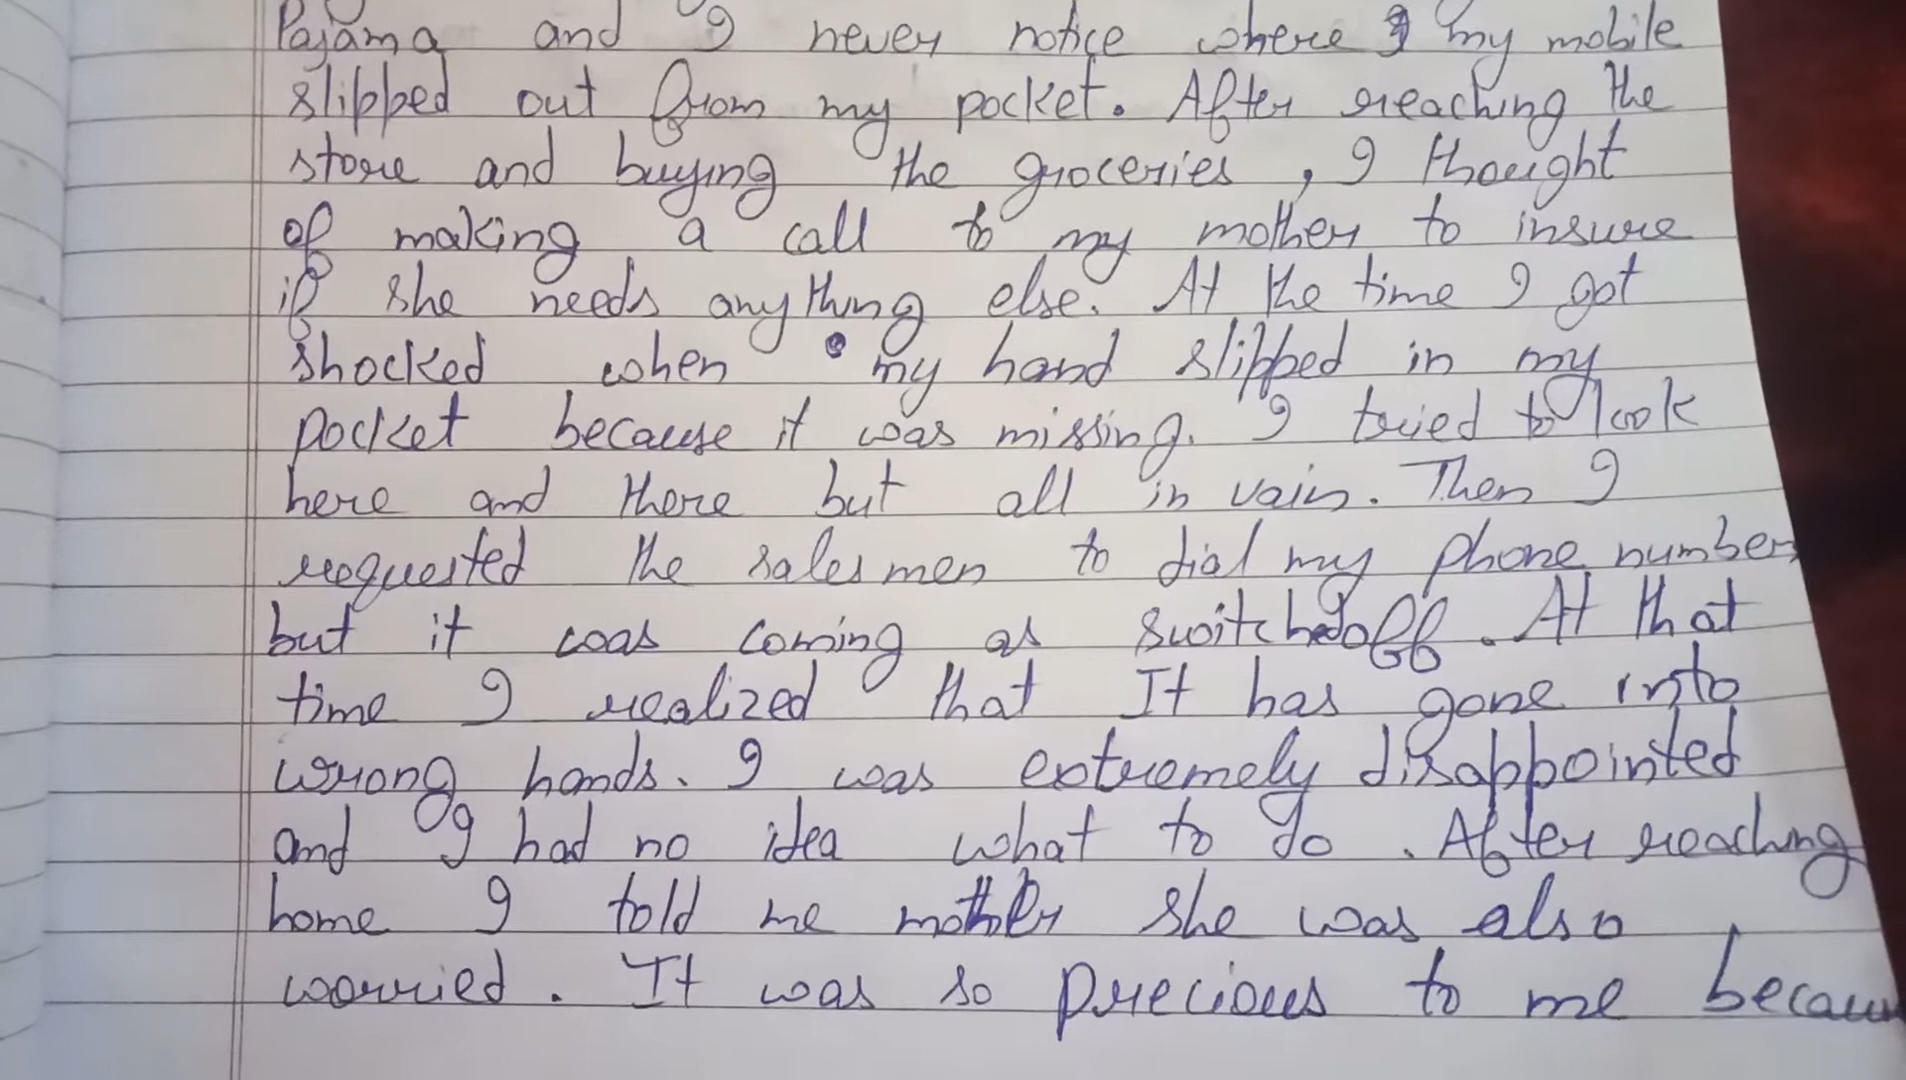 Pajama and I never notice where my mobile
slipped out from my pocket. After reaching the
store and buying the groceries, I thought
of making a call to my mother to insure
if she needs anything else. At the time I got
shocked when my hand slipped in my
pocket because it was missing. I tried to look
here and there but all in vain. Then I
requested the salesmen to dial my phone number
but it was coming as switchedoff. At that
time I realized that It has gone into
wrong hands. I was extremely disappointed
and I had no idea what to do. After reaching
home I told me mother she was also
worried. It was so precious to me becau